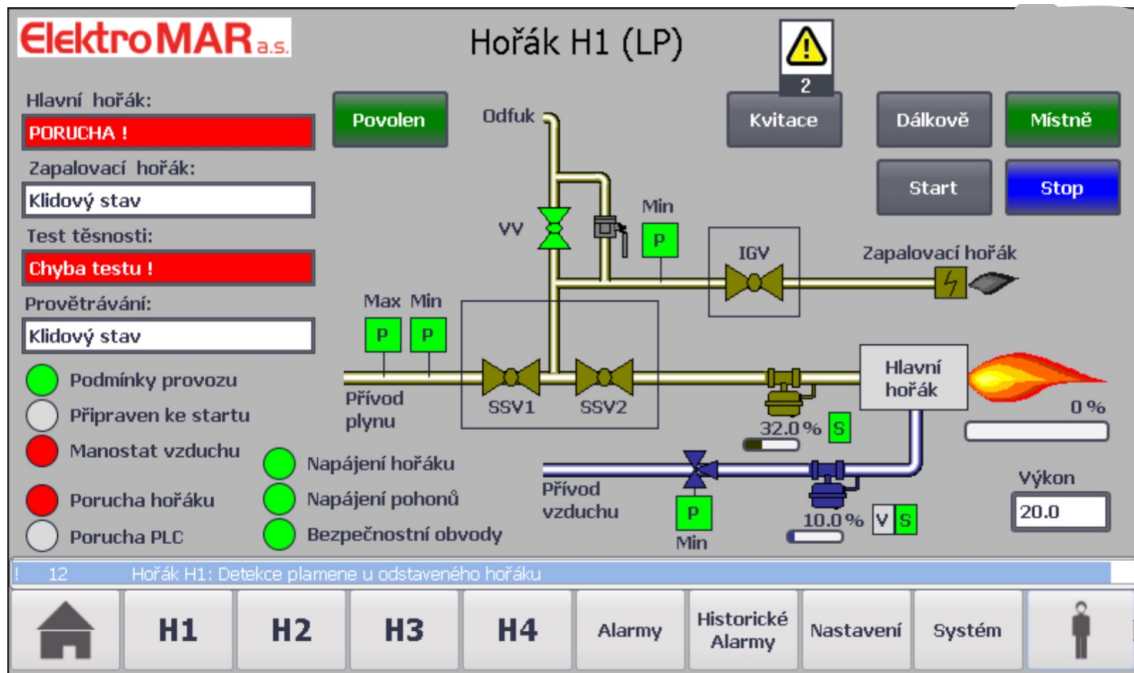 ElektroMAR a.s.
Hořák H1 (LP)
2
Hlavní hořák:
PORUCHA !
Povolen
Odfuk
Kvitace
Dálkově
Místně
Zapalovací hořák:
Klidový stav
Start
Stop
Test těsnosti:
Chyba testu !
VV
Min
P
IGV
Zapalovací hořák
Provětrávání:
Klidový stav
Max Min
P P
Podmínky provozu
Připraven ke startu
Manostat vzduchu
Porucha hořáku
Porucha PLC
Napájení hořáku
Napájení pohonů
Bezpečnostní obvody
Přívod
plynu
SSV1
SSV2
Hlavní
hořák
0 %
32.0 % S
Přívod
vzduchu
P
Min
10.0 % V S
Výkon
20.0
! 12 Hořák H1: Detekce plamene u odstaveného hořáku
H1
H2
H3
H4
Alarmy
Historické
Alarmy
Nastavení
Systém